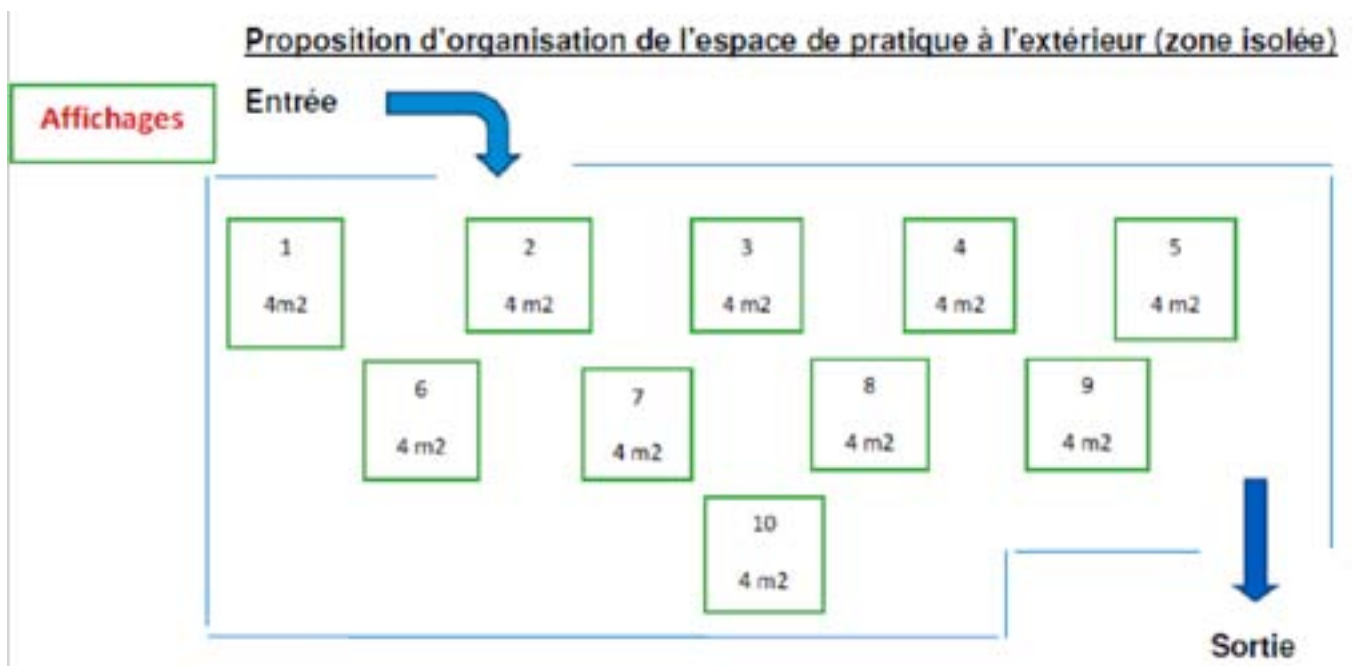 Proposition d'organisation de l'espace de pratique à l'extérieur (zone isolée)
Affichages
Entrée
1
4m2
2
4 m2
3
4 m2
4
4 m2
5
4 m2
6
4 m2
7
4 m2
8
4 m2
9
4 m2
10
4 m2
Sortie